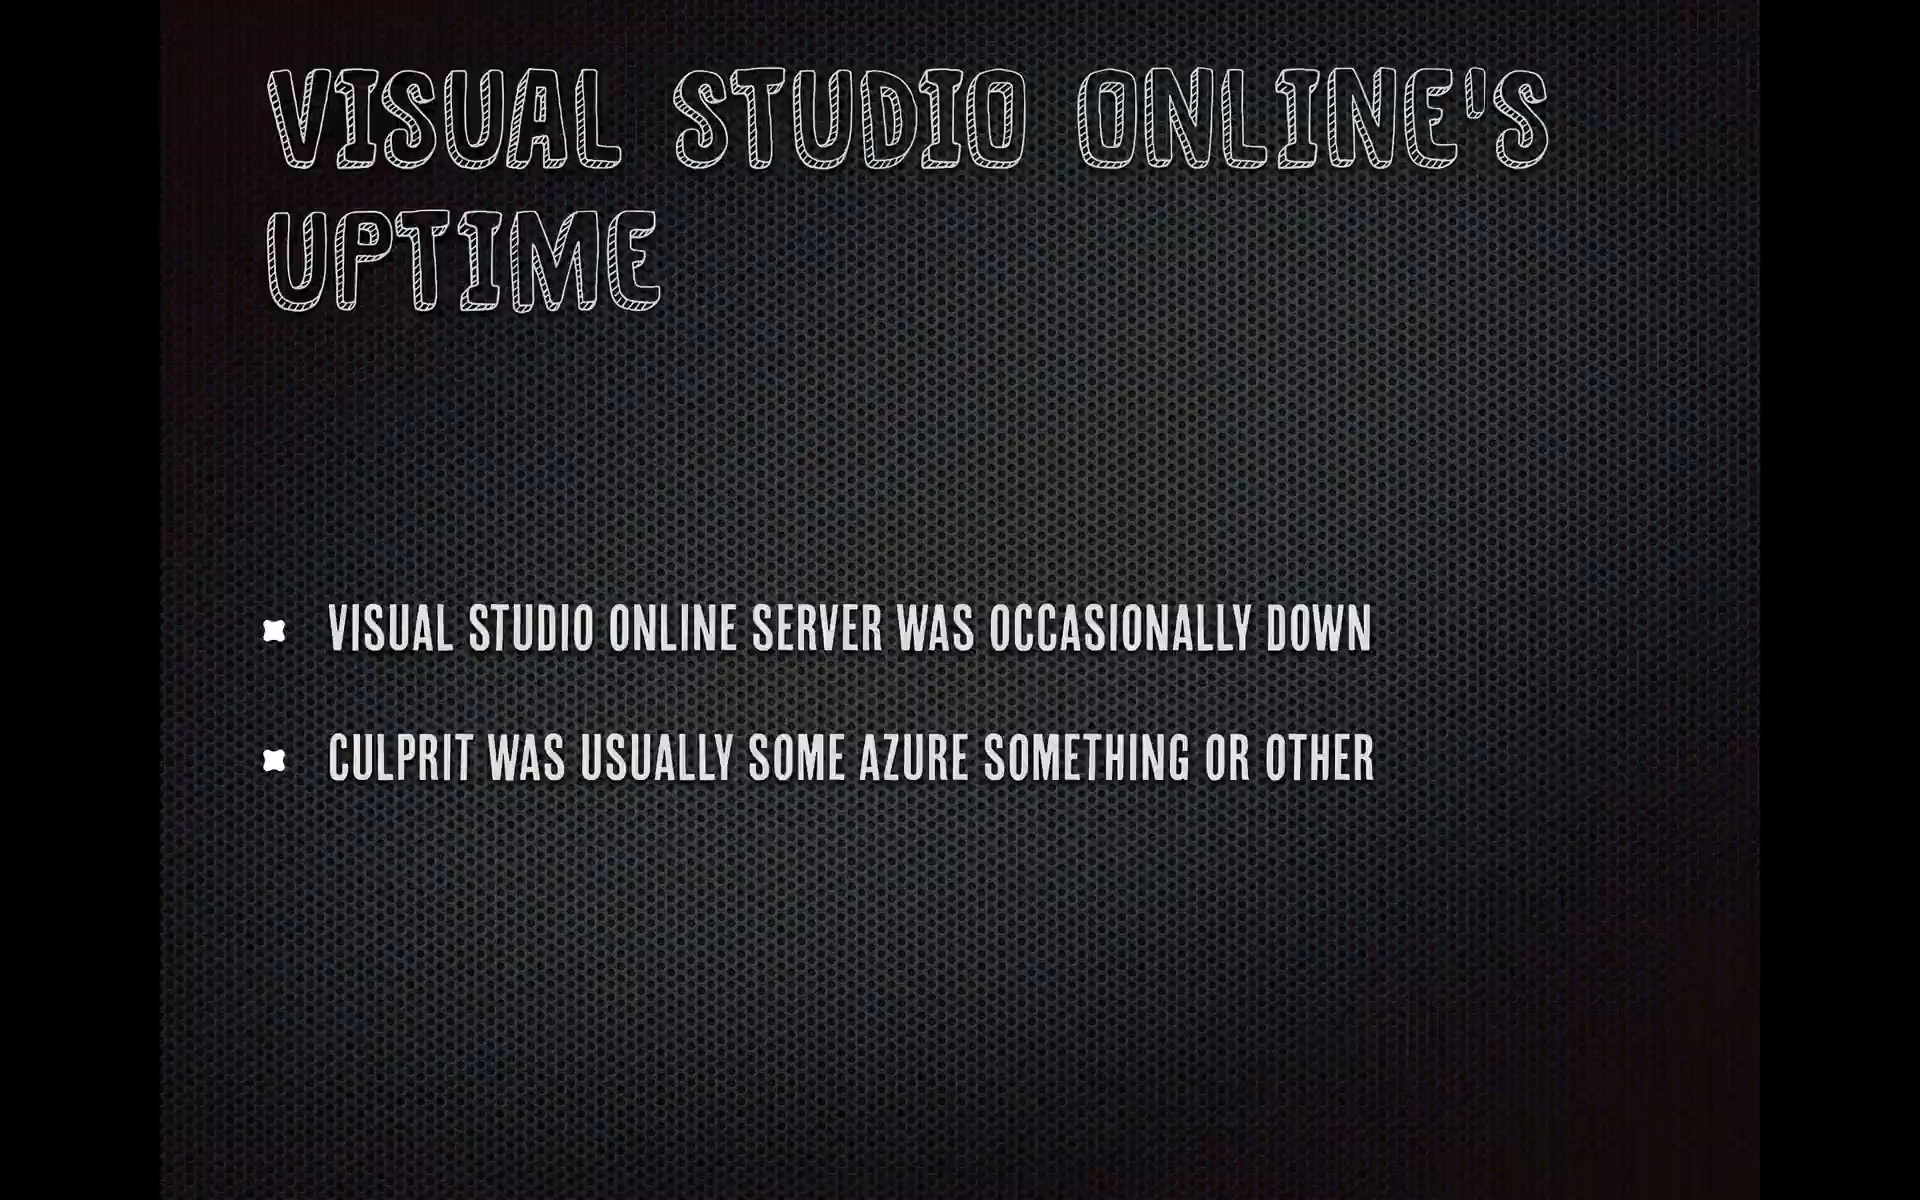 VISUAL STUDIO ONLINE'S
UPTIME
VISUAL STUDIO ONLINE SERVER WAS OCCASIONALLY DOWN
CULPRIT WAS USUALLY SOME AZURE SOMETHING OR OTHER